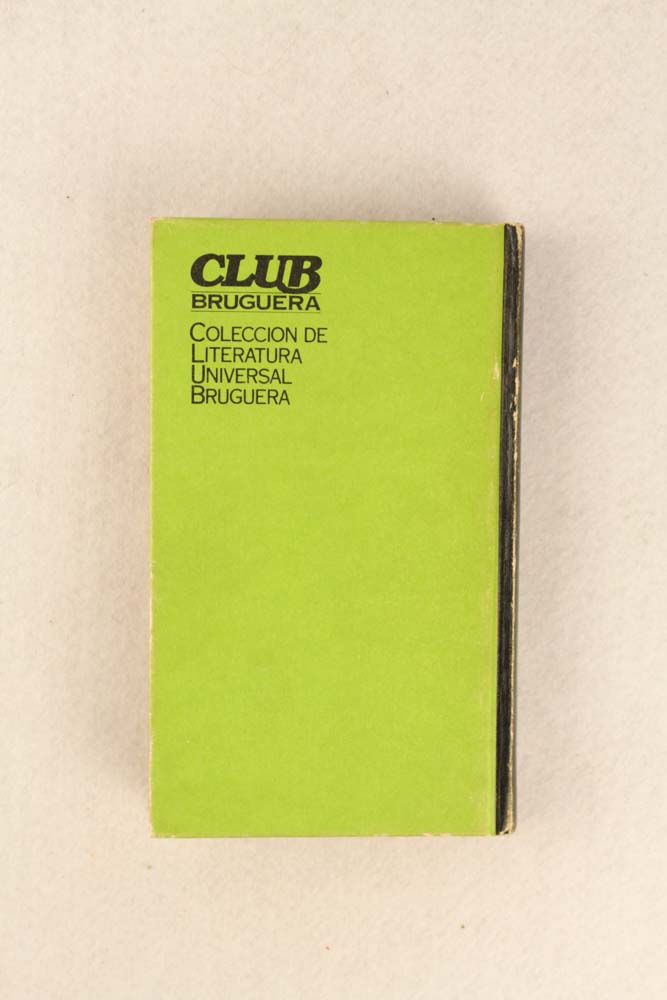 CLUB
BRUGUERA
COLECCION DE
LITERATURA
UNIVERSAL
BRUGUERA